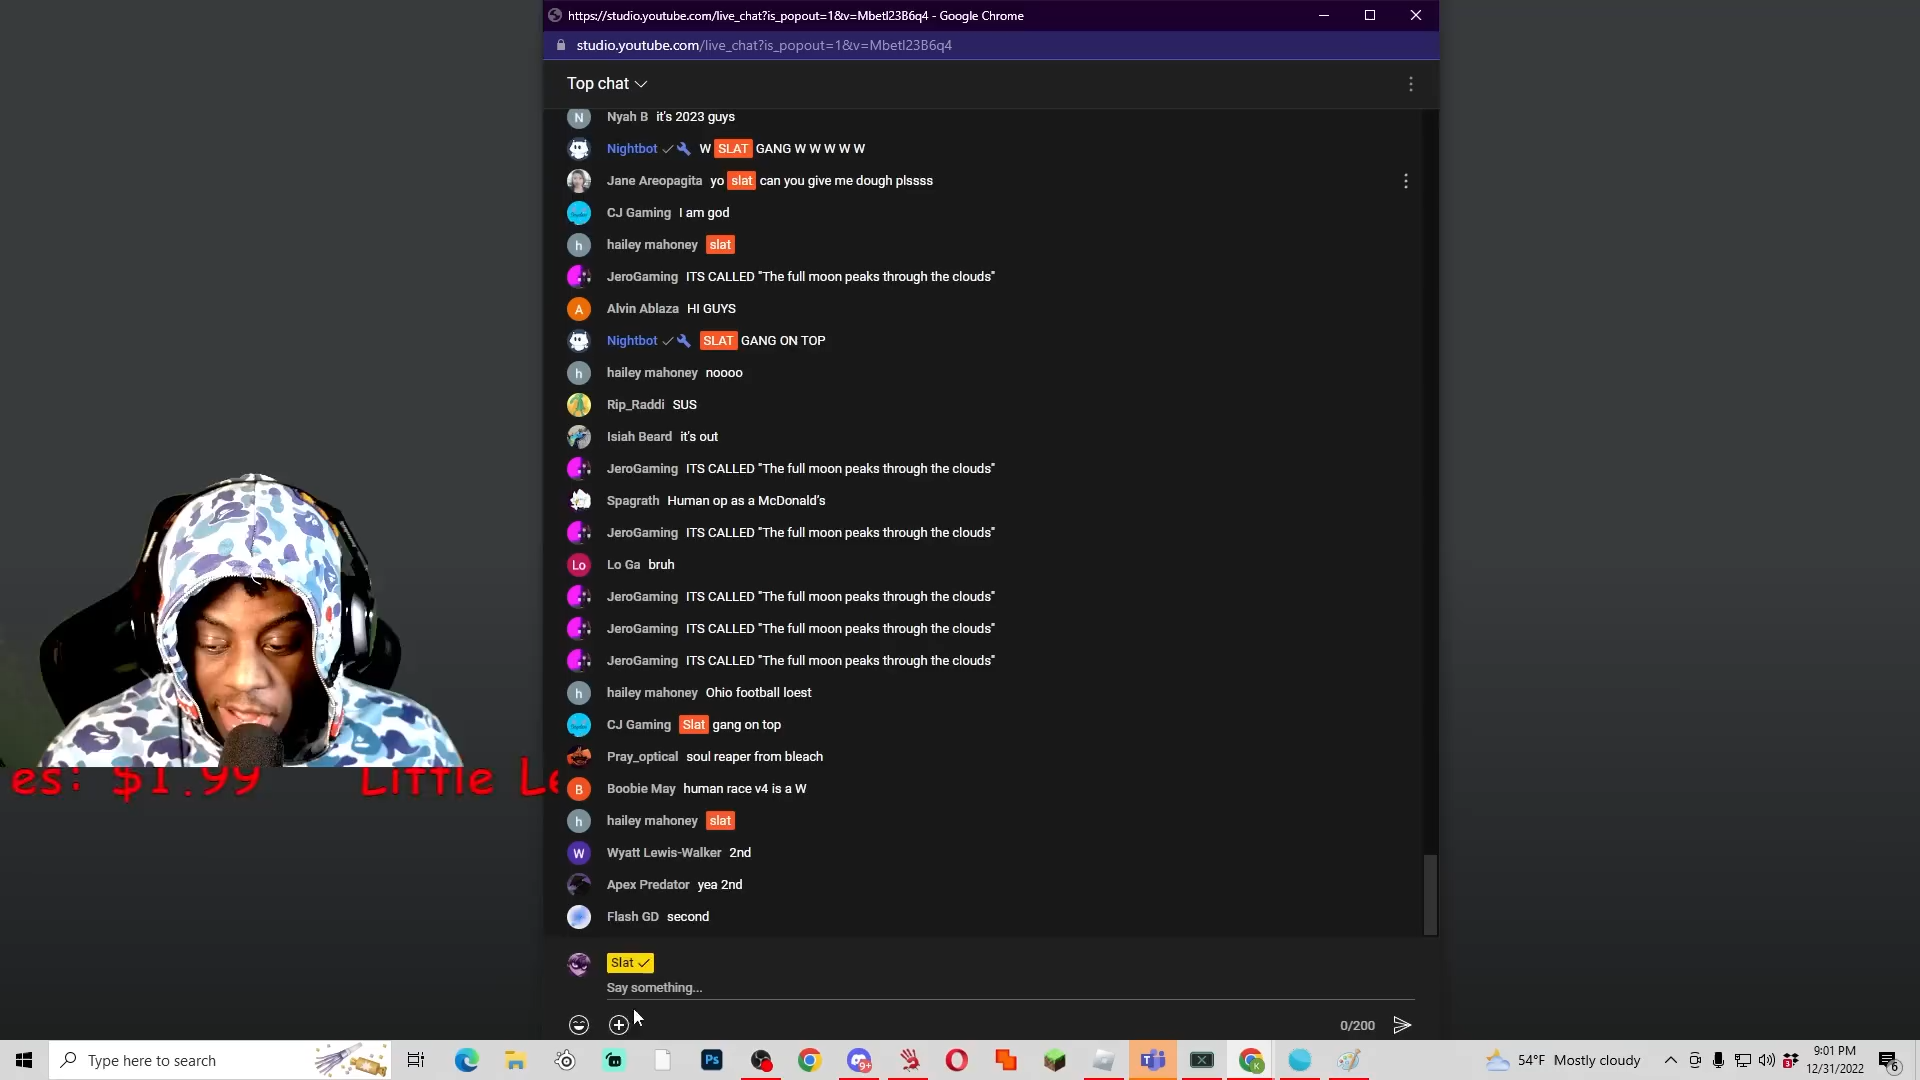 https://studio.youtube.com/live_chat?is_popout=1&v=MbetI23B6q4 - Google Chrome
studio.youtube.com/live_chat?is_popout=1&v=MbetI23B6q4
Top chat
N Nyah B it's 2023 guys
Nightbot W SLAT GANG W W W W W
Jane Areopagita yo slat can you give me dough plssss
CJ Gaming I am god
h hailey mahoney slat
JeroGaming ITS CALLED "The full moon peaks through the clouds"
A Alvin Ablaza HI GUYS
Nightbot SLAT GANG ON TOP
h hailey mahoney noooo
Rip_Raddi SUS
Isiah Beard it's out
JeroGaming ITS CALLED "The full moon peaks through the clouds"
Spagrath Human op as a McDonald's
JeroGaming ITS CALLED "The full moon peaks through the clouds"
Lo Lo Ga bruh
JeroGaming ITS CALLED "The full moon peaks through the clouds"
JeroGaming ITS CALLED "The full moon peaks through the clouds"
JeroGaming ITS CALLED "The full moon peaks through the clouds"
h hailey mahoney Ohio football loest
CJ Gaming Slat gang on top
Pray_optical soul reaper from bleach
es: $1.99 Little Le
B Boobie May human race v4 is a W
h hailey mahoney slat
W Wyatt Lewis-Walker 2nd
Apex Predator yea 2nd
Flash GD second
Slat
Say something...
0/200
Type here to search
Ps
9+
54°F Mostly cloudy
9:01 PM
12/31/2022
6